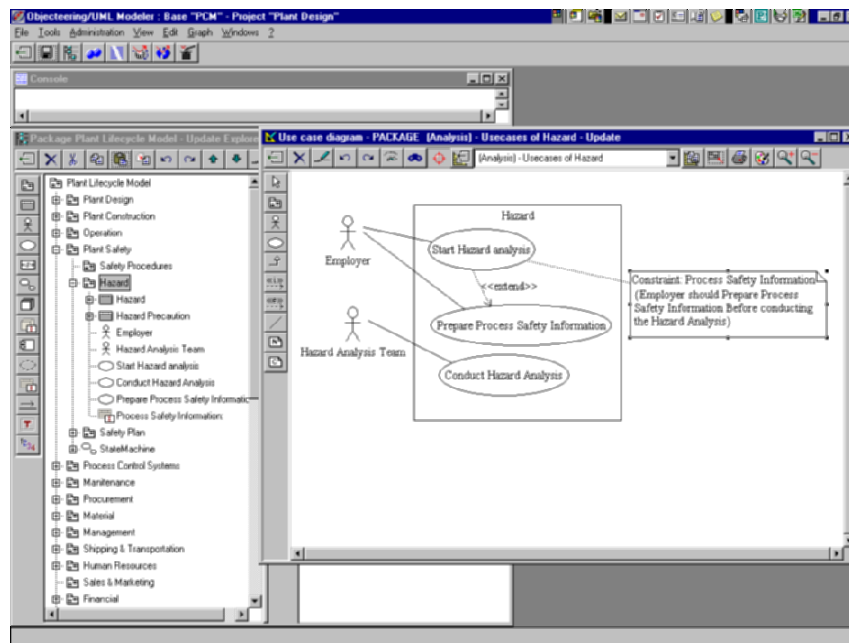 Objecteering/UML Modeler : Base "PCM" - Project "Plant Design"
File Tools Administration View Edit Graph Windows ?
Console
Package Plant Lifecycle Model - Update Explore
Use case diagram - PACKAGE (Analysis) - Usecases of Hazard - Update
(Analysis) - Usecases of Hazard
Plant Lifecycle Model
Plant Design
Plant Construction
Operation
Plant Safety
Safety Procedures
Hazard
Hazard
Hazard Precaution
Employer
Hazard Analysis Team
Start Hazard analysis
Conduct Hazard Analysis
Prepare Process Safety Informatic
Process Safety Information:
Safety Plan
StateMachine
Process Control Systems
Manitenance
Procurement
Material
Management
Shipping & Transportation
Human Resources
Sales & Marketing
Financial
Hazard
Employer
Start Hazard analysis
<<extend>>
Prepare Process Safety Information
Hazard Analysis Team
Conduct Hazard Analysis
Constraint: Process Safety Information
(Employer should Prepare Process
Safety Information Before conducting
the Hazard Analysis)